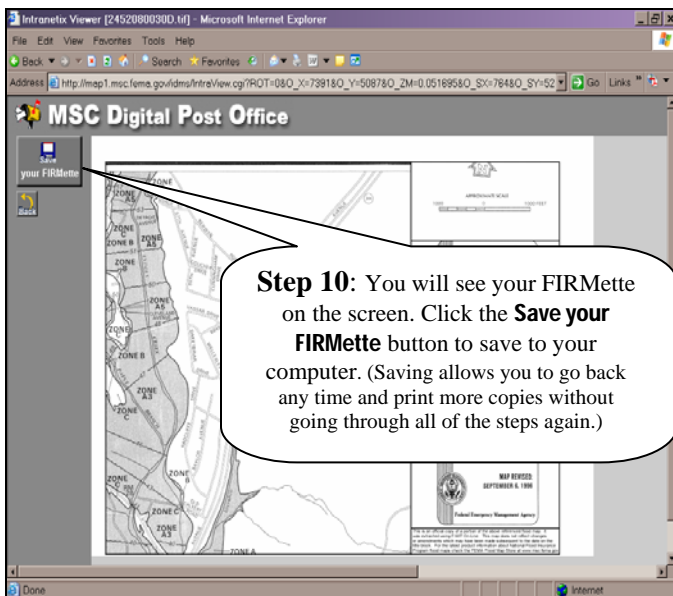 Intranetix Viewer [2452080030D.tif] - Microsoft Internet Explorer
File Edit View Favorites Tools Help
Back Search Favorites
Address http://map1.msc.fema.gov/idms/IntraView.cgi?ROT=0&O_X=7391&O_Y=5087&O_ZM=0.051695&O_SX=764&O_SY=52 Go Links
MSC Digital Post Office
Save
your FIRMette
Back
ZONE
ZONE
A5
ZONE
C
ZONE B
ZONE
A5
ZONE
B
ZONE
A5
ZONE
ZONE B
ZONE
A3
ZONE
C
ZONE
B
ZONE
C
ZONE C
ZONE
A3
ZONE A
APPROXIMATE SCALE
Step 10: You will see your FIRMette
on the screen. Click the Save your
FIRMette button to save to your
computer. (Saving allows you to go back
any time and print more copies without
going through all of the steps again.)
MAP REVISED:
SEPTEMBER 6, 1996
Federal Emergency Management Agency
Done
Internet